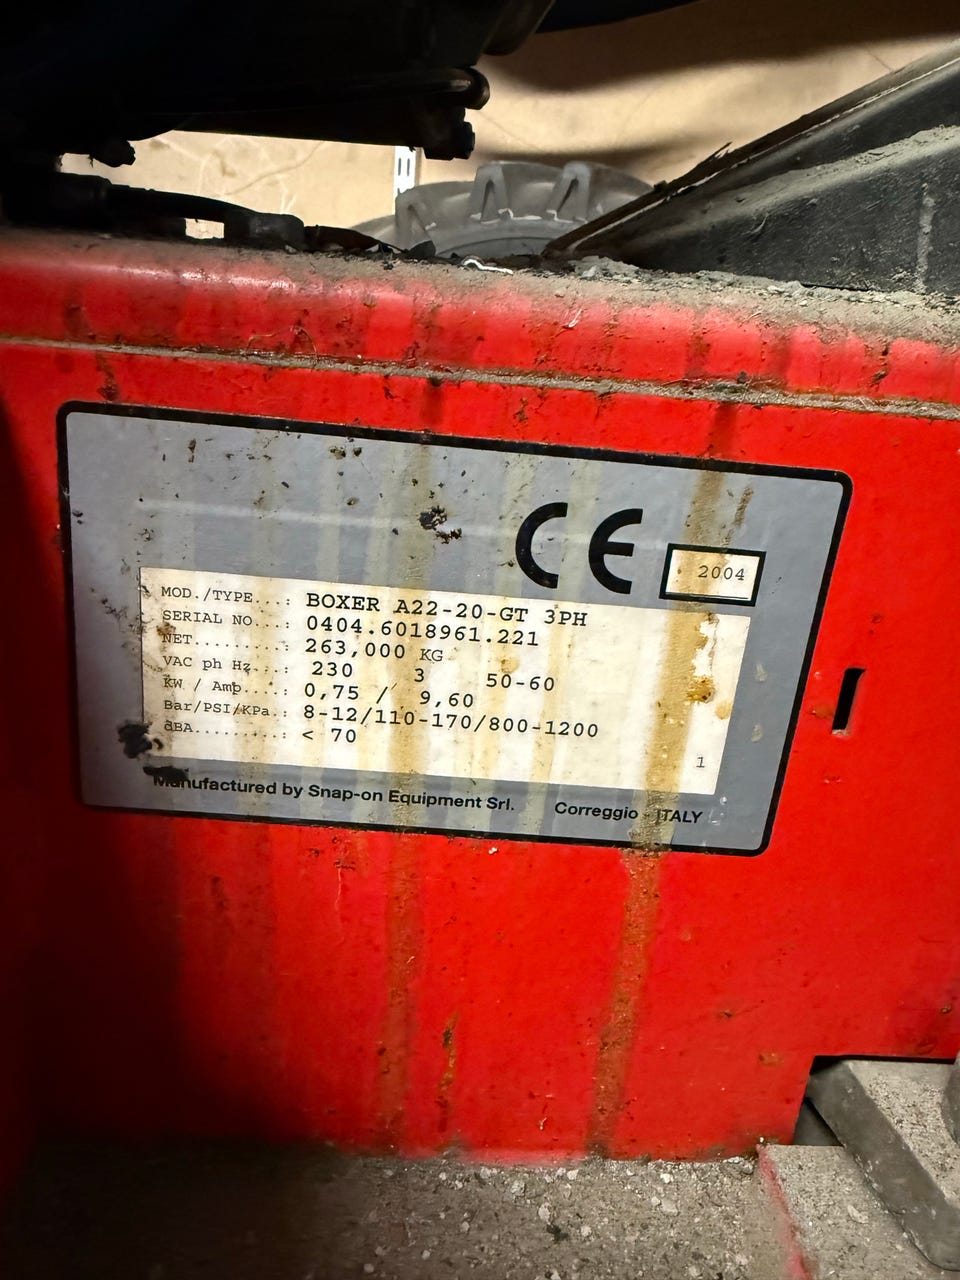 CE 2004
MOD./TYPE...: BOXER A22-20-GT 3PH
SERIAL NO...: 0404.6018961.221
NET.........: 263,000 KG
VAC ph Hz...: 230 3 50-60
KW / Amp....: 0,75 / 9,60
Bar/PSI/KPa.: 8-12/110-170/800-1200
dBA.........: < 70
1
Manufactured by Snap-on Equipment Srl. Correggio - ITALY